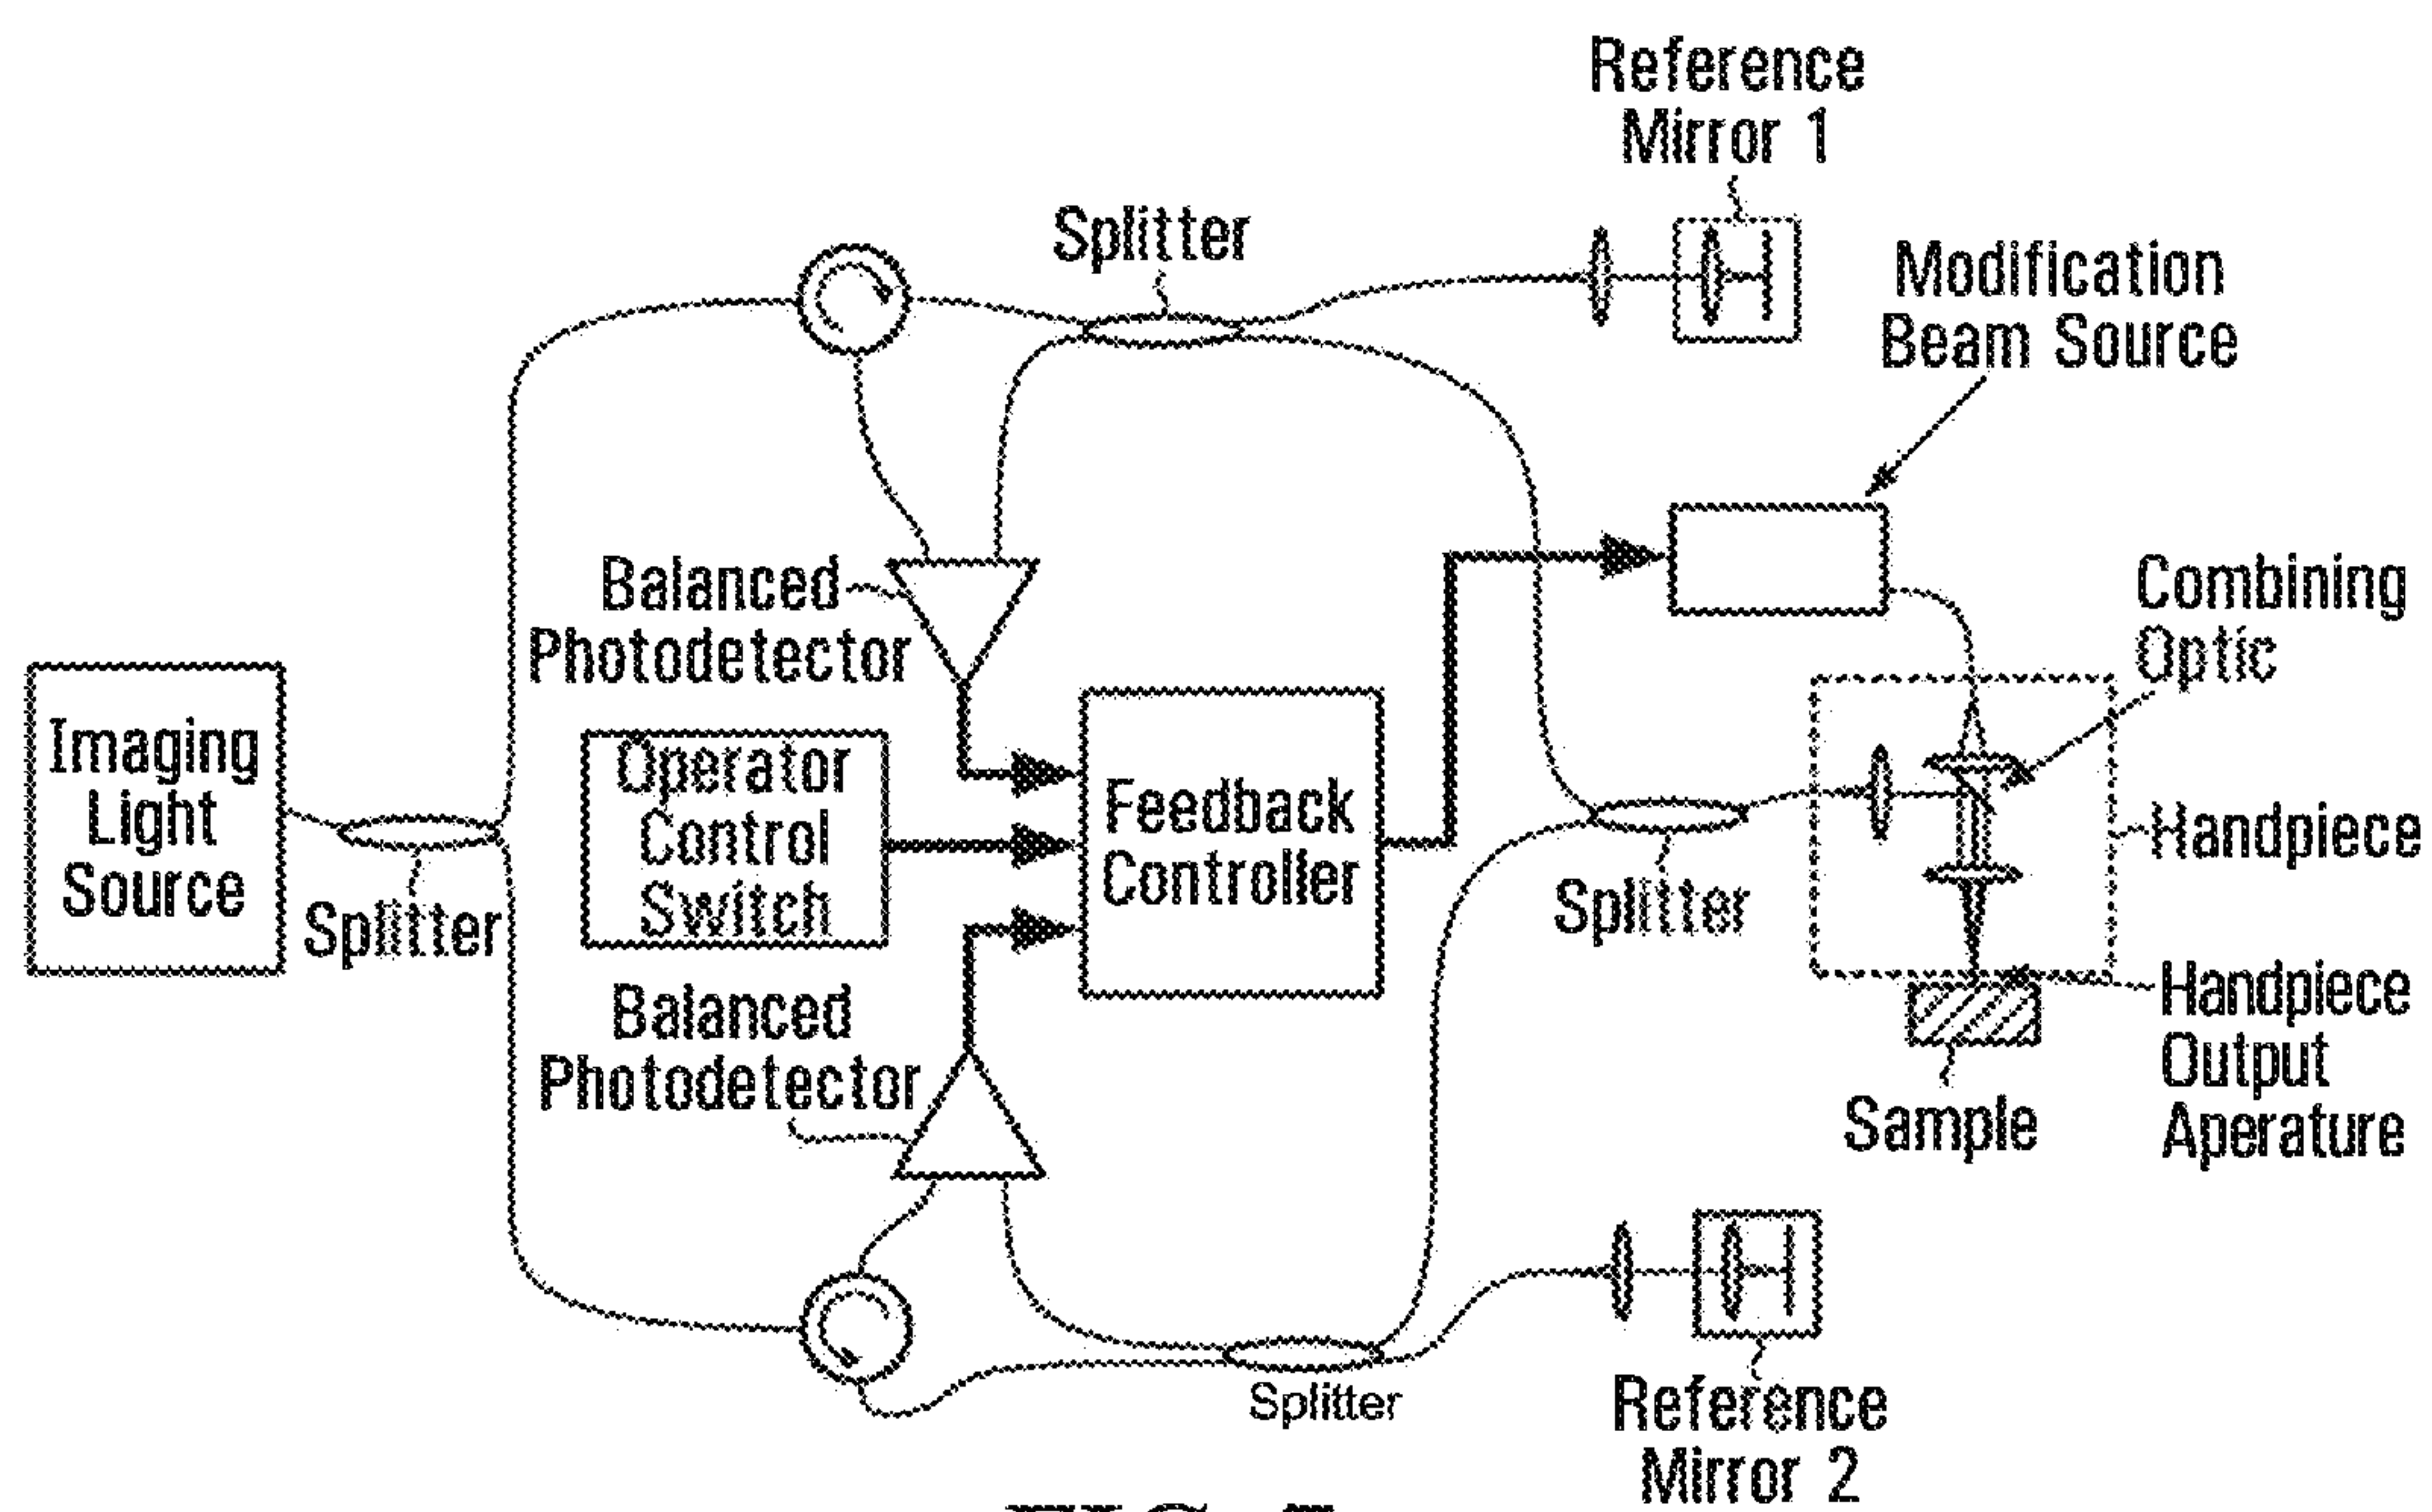 Reference
Mirror 1
Splitter
Modification
Beam Source
Balanced
Photodetector
Combining
Optic
Imaging
Light
Source
Splitter
Operator
Control
Switch
Feedback
Controller
Splitter
Handpiece
Balanced
Photodetector
Handpiece
Output
Aperature
Sample
Splitter
Reference
Mirror 2